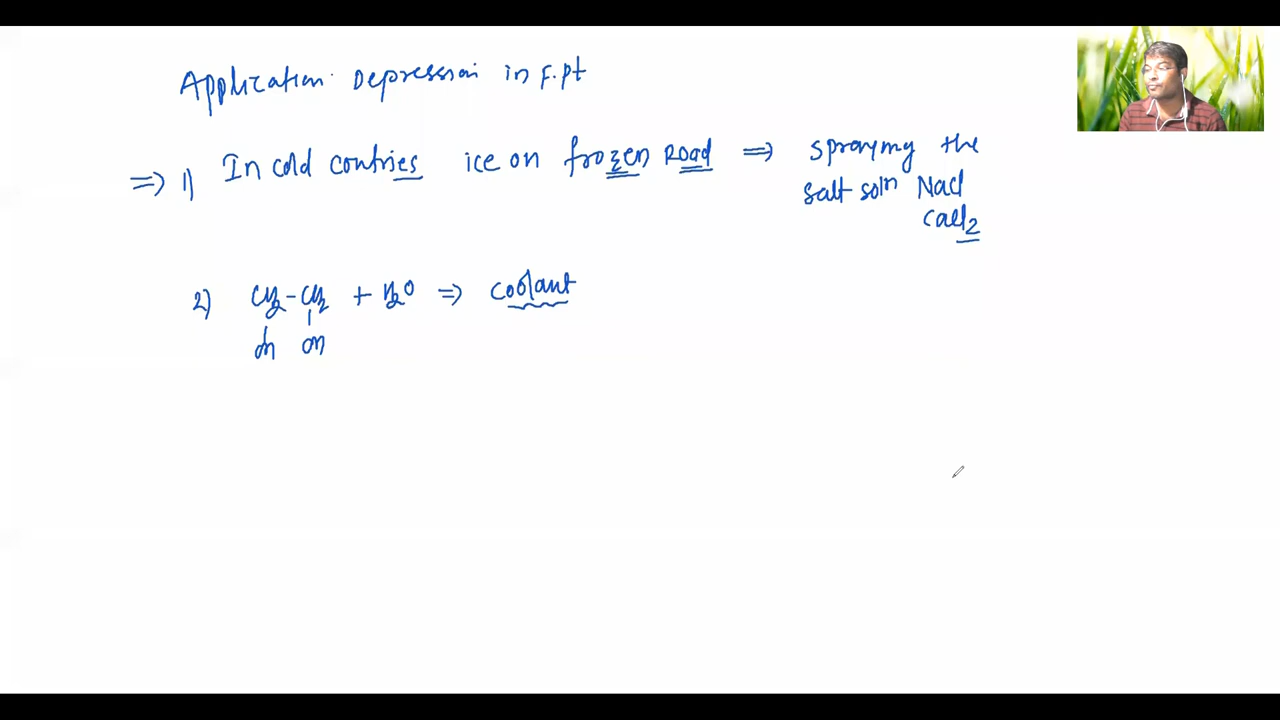 Application Depression in F.pt
⇒ 1) In cold contries ice on frozen Road ⇒ spraying the
salt soln Nacl
cacl2
2) CH2-CH2 + H2O ⇒ coolant
OH OH